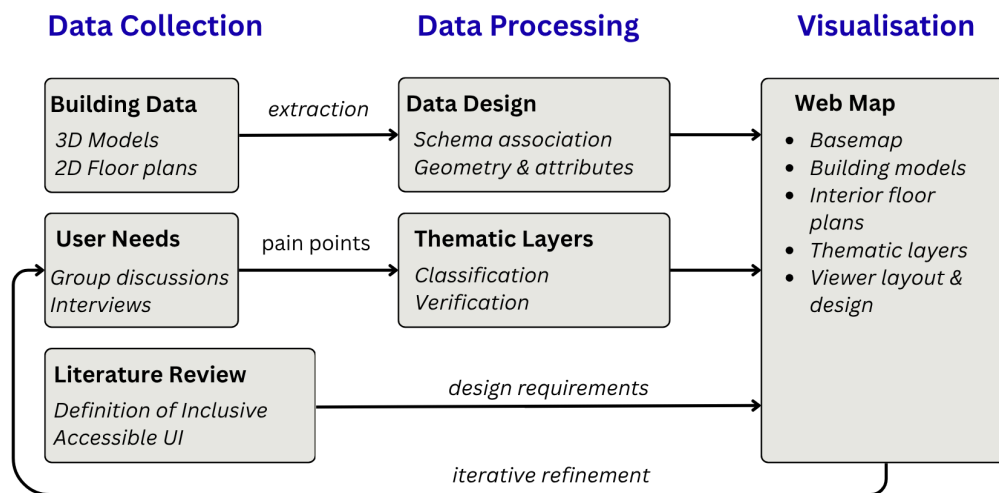 Data Collection
Data Processing
Visualisation
Building Data
3D Models
2D Floor plans
extraction
Data Design
Schema association
Geometry & attributes
User Needs
Group discussions
Interviews
pain points
Thematic Layers
Classification
Verification
Literature Review
Definition of Inclusive
Accessible UI
design requirements
iterative refinement
Web Map
• Basemap
• Building models
• Interior floor
plans
• Thematic layers
• Viewer layout &
design